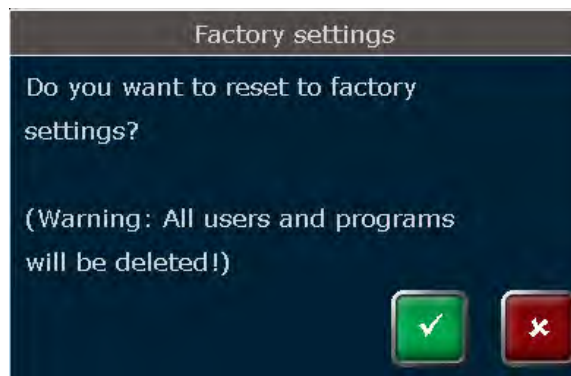 Factory settings
Do you want to reset to factory
settings?
(Warning: All users and programs
will be deleted!)